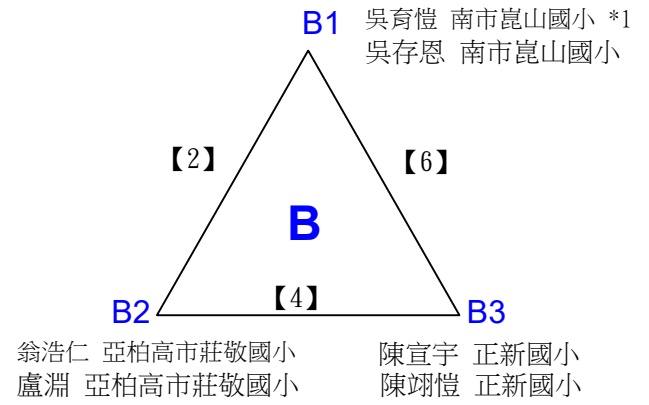 B1 吳育愷 南市崑山國小 *1
吳存恩 南市崑山國小
【2】
【6】
B
【4】
B2
B3
翁浩仁 亞柏高市莊敬國小
盧淵 亞柏高市莊敬國小
陳宣宇 正新國小
陳翊愷 正新國小